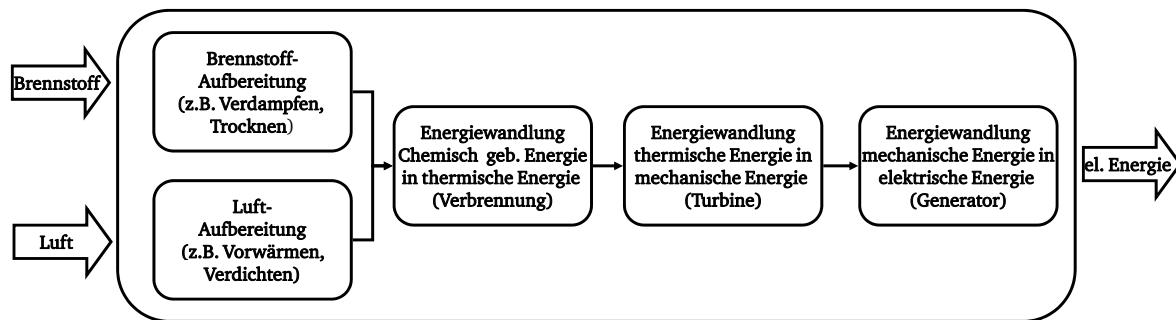 Brennstoff
Brennstoff-
Aufbereitung
(z.B. Verdampfen,
Trocknen)
Luft
Luft-
Aufbereitung
(z.B. Vorwärmen,
Verdichten)
Energiewandlung
Chemisch geb. Energie
in thermische Energie
(Verbrennung)
Energiewandlung
thermische Energie in
mechanische Energie
(Turbine)
Energiewandlung
mechanische Energie in
elektrische Energie
(Generator)
el. Energie